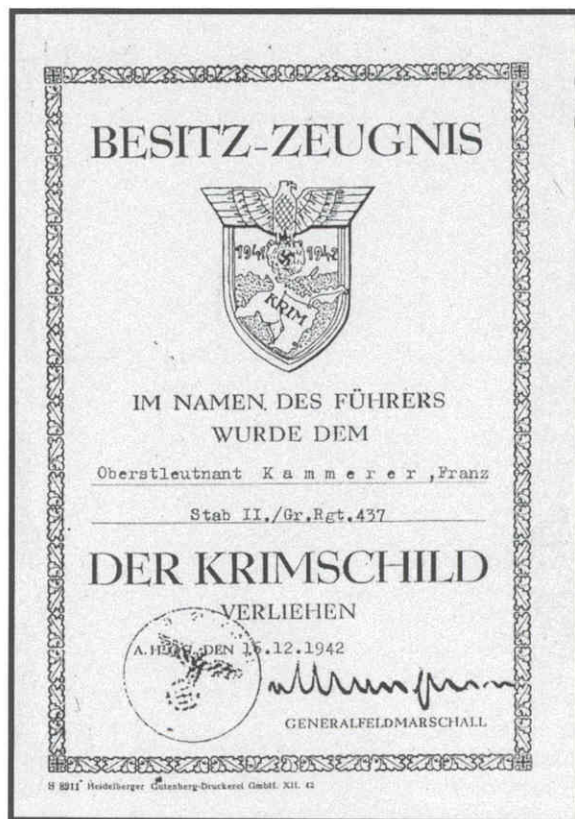 BESITZ-ZEUGNIS
1941 1942
KRIM
IM NAMEN DES FÜHRERS
WURDE DEM
Oberstleutnant K a m m e r e r ,Franz
Stab II./Gr.Rgt.437
DER KRIMSCHILD
VERLIEHEN
DEN 16.12.1942
GENERALFELDMARSCHALL
Heidelberger Gutenberg-Druckerei GmbH. XII. 42